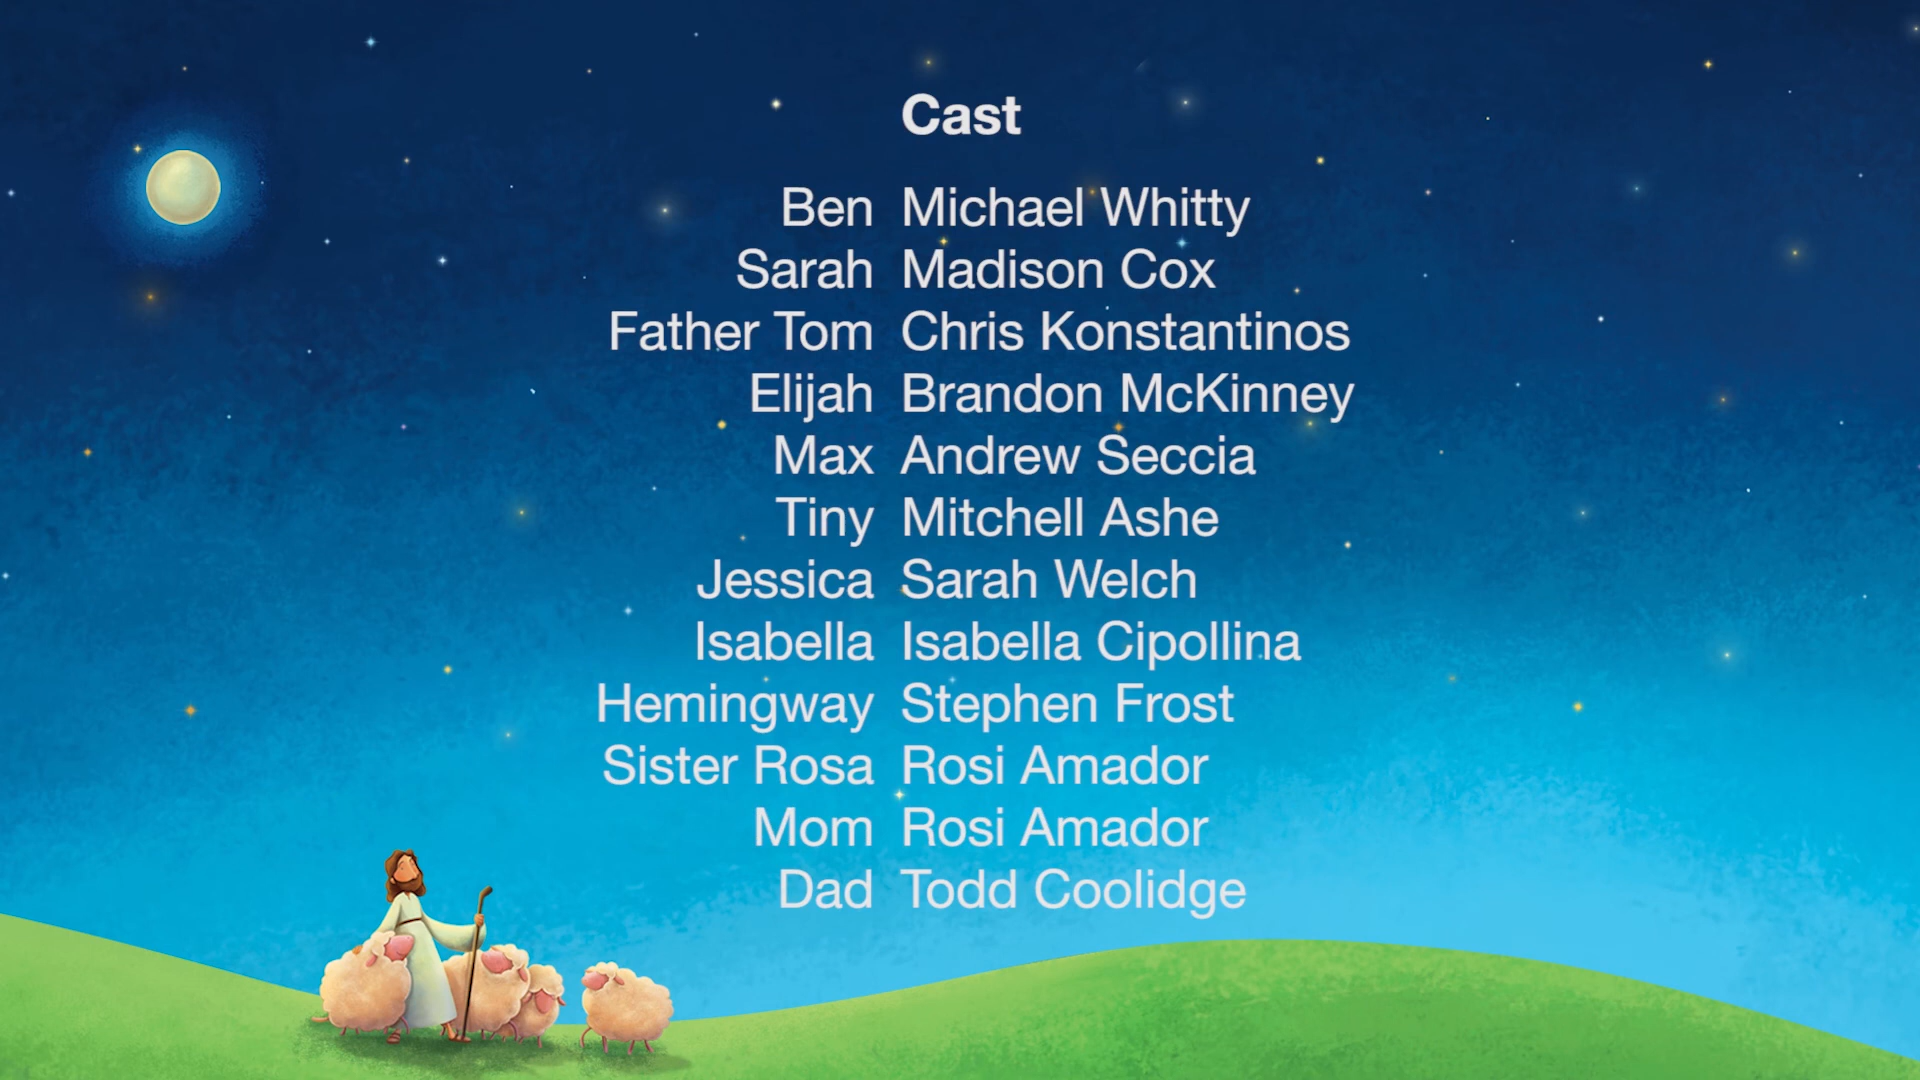 Cast
Ben Michael Whitty
Sarah Madison Cox
Father Tom Chris Konstantinos
Elijah Brandon McKinney
Max Andrew Seccia
Tiny Mitchell Ashe
Jessica Sarah Welch
Isabella Isabella Cipollina
Hemingway Stephen Frost
Sister Rosa Rosi Amador
Mom Rosi Amador
Dad Todd Coolidge